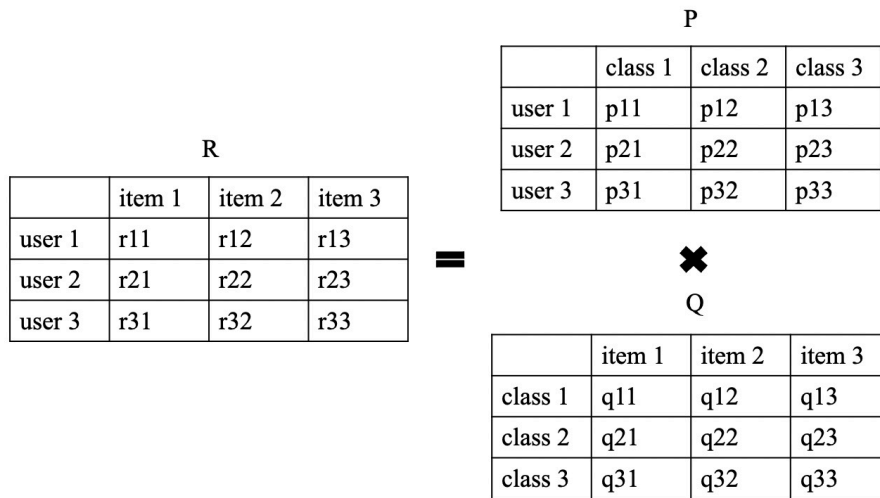 P
class 1 class 2 class 3
user 1 p11 p12 p13
user 2 p21 p22 p23
user 3 p31 p32 p33
R
item 1 item 2 item 3
user 1 r11 r12 r13
user 2 r21 r22 r23
user 3 r31 r32 r33
=
✖
Q
item 1 item 2 item 3
class 1 q11 q12 q13
class 2 q21 q22 q23
class 3 q31 q32 q33